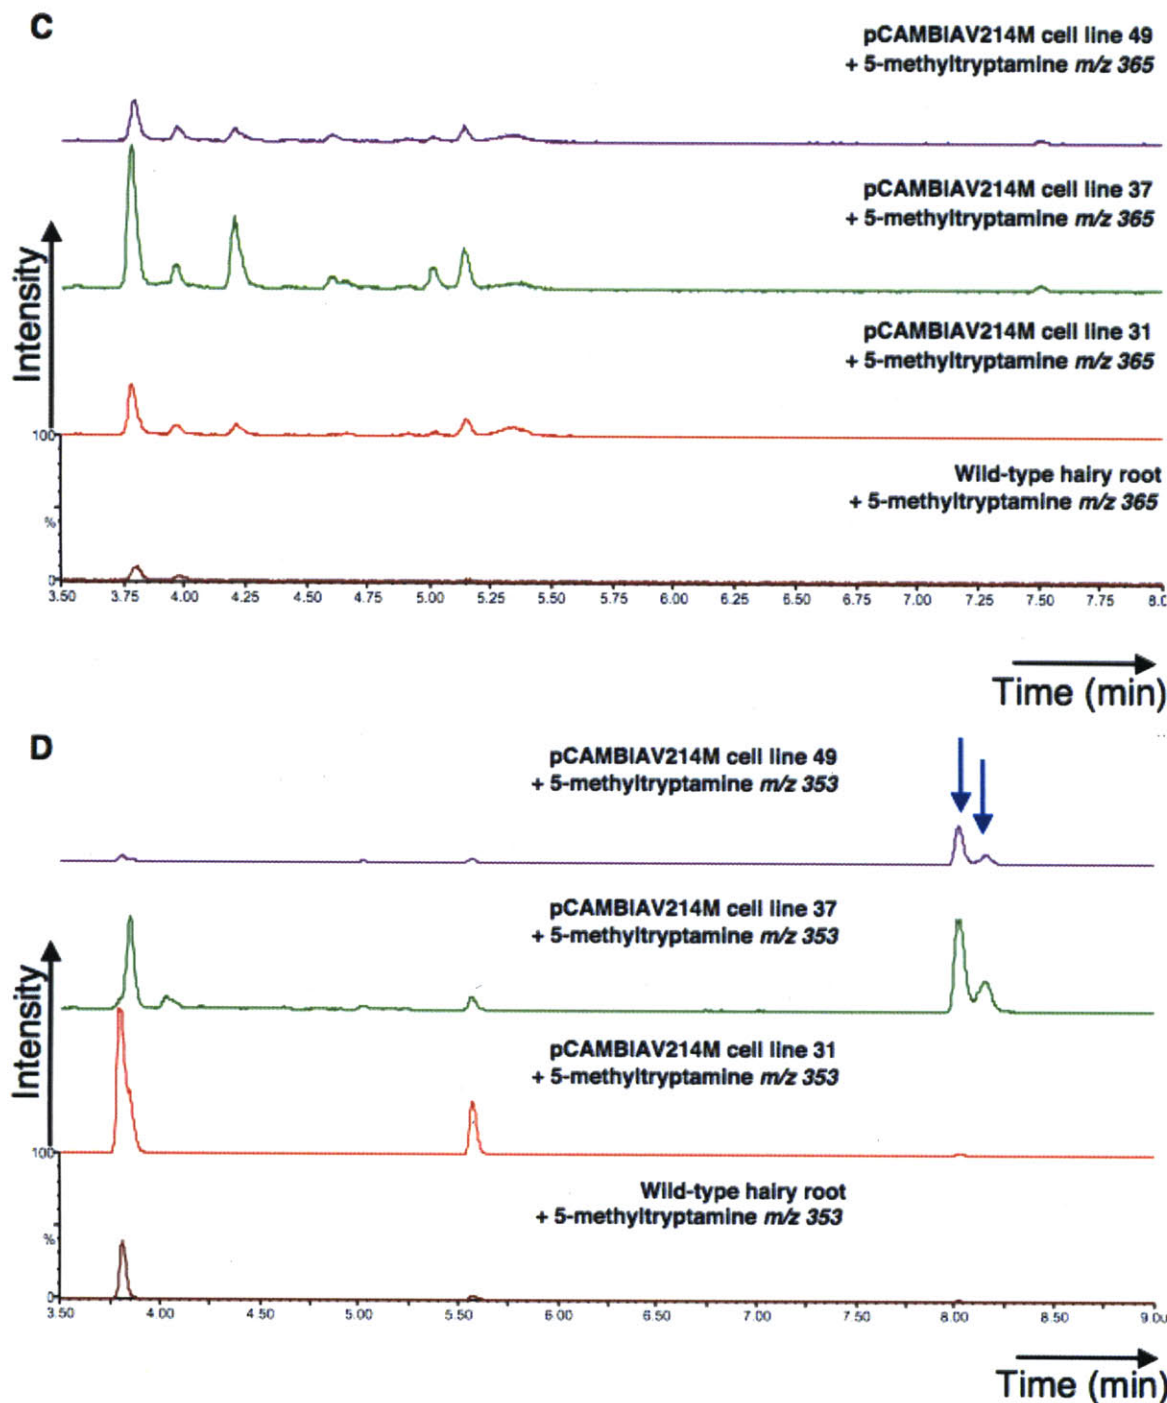 C
pCAMBIAV214M cell line 49
+ 5-methyltryptamine m/z 365
pCAMBIAV214M cell line 37
+ 5-methyltryptamine m/z 365
pCAMBIAV214M cell line 31
+ 5-methyltryptamine m/z 365
Wild-type hairy root
+ 5-methyltryptamine m/z 365
Intensity
100
%
0
3.50 3.75 4.00 4.25 4.50 4.75 5.00 5.25 5.50 5.75 6.00 6.25 6.50 6.75 7.00 7.25 7.50 7.75 8.0
Time (min)
D
pCAMBIAV214M cell line 49
+ 5-methyltryptamine m/z 353
pCAMBIAV214M cell line 37
+ 5-methyltryptamine m/z 353
pCAMBIAV214M cell line 31
+ 5-methyltryptamine m/z 353
Wild-type hairy root
+ 5-methyltryptamine m/z 353
Intensity
100
%
0
3.50 4.00 4.50 5.00 5.50 6.00 6.50 7.00 7.50 8.00 8.50 9.00
Time (min)